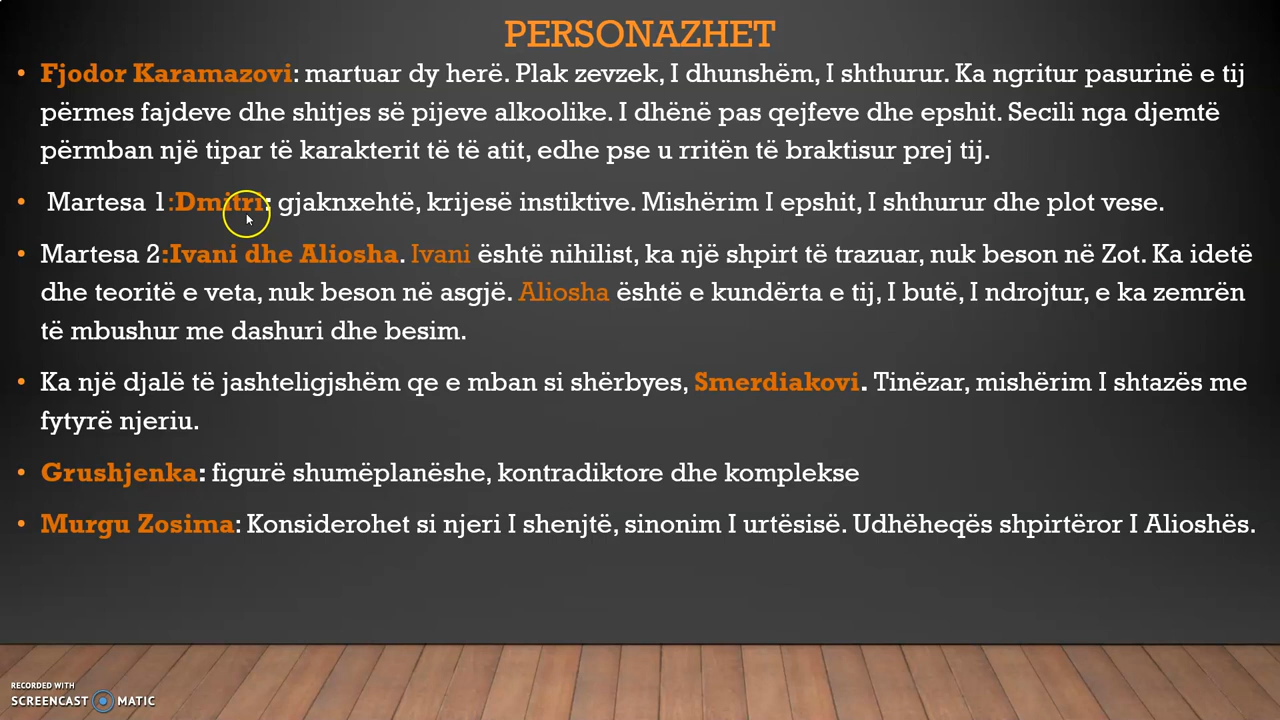 PERSONAZHET
• Fjodor Karamazovi: martuar dy herë. Plak zevzek, I dhunshëm, I shthurur. Ka ngritur pasurinë e tij
përmes fajdeve dhe shitjes së pijeve alkoolike. I dhënë pas qejfeve dhe epshit. Secili nga djemtë
përmban një tipar të karakterit të të atit, edhe pse u rritën të braktisur prej tij.
• Martesa 1:Dmitri: gjaknxehtë, krijesë instiktive. Mishërim I epshit, I shthurur dhe plot vese.
• Martesa 2:Ivani dhe Aliosha. Ivani është nihilist, ka një shpirt të trazuar, nuk beson në Zot. Ka idetë
dhe teoritë e veta, nuk beson në asgjë. Aliosha është e kundërta e tij, I butë, I ndrojtur, e ka zemrën
të mbushur me dashuri dhe besim.
• Ka një djalë të jashteligjshëm qe e mban si shërbyes, Smerdiakovi. Tinëzar, mishërim I shtazës me
fytyrë njeriu.
• Grushjenka: figurë shumëplanëshe, kontradiktore dhe komplekse
• Murgu Zosima: Konsiderohet si njeri I shenjtë, sinonim I urtësisë. Udhëheqës shpirtëror I Alioshës.
RECORDED WITH
SCREENCAST MATIC